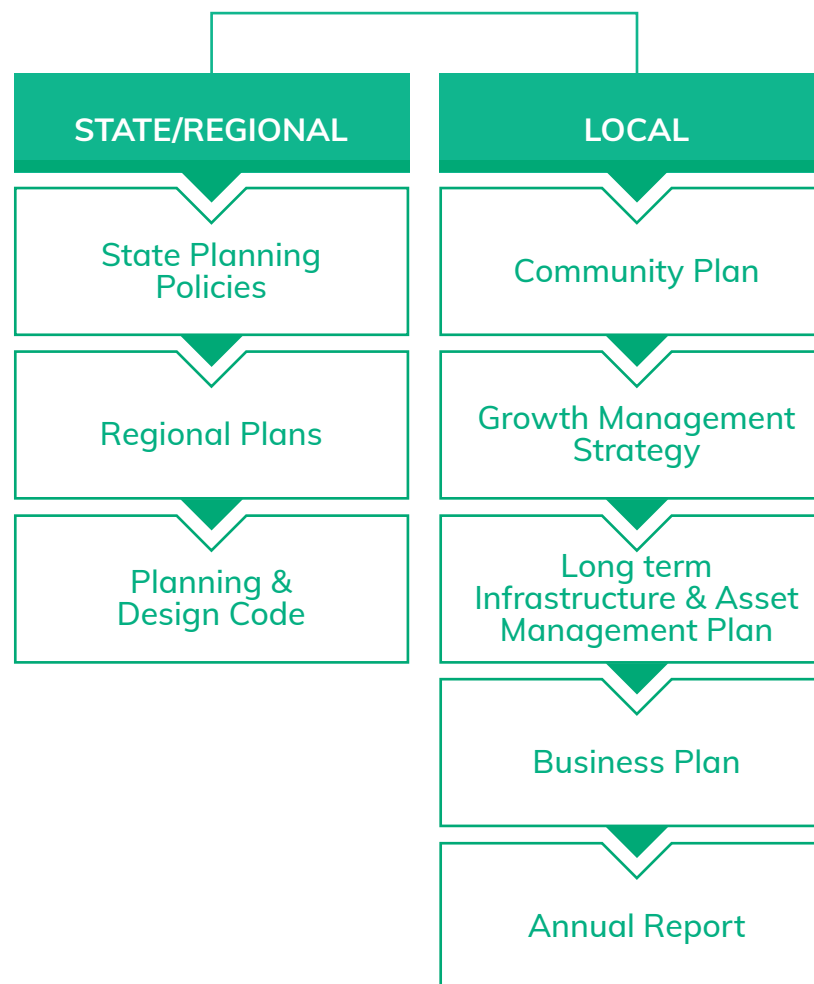 STATE/REGIONAL
State Planning
Policies
Regional Plans
Planning &
Design Code
LOCAL
Community Plan
Growth Management
Strategy
Long term
Infrastructure & Asset
Management Plan
Business Plan
Annual Report